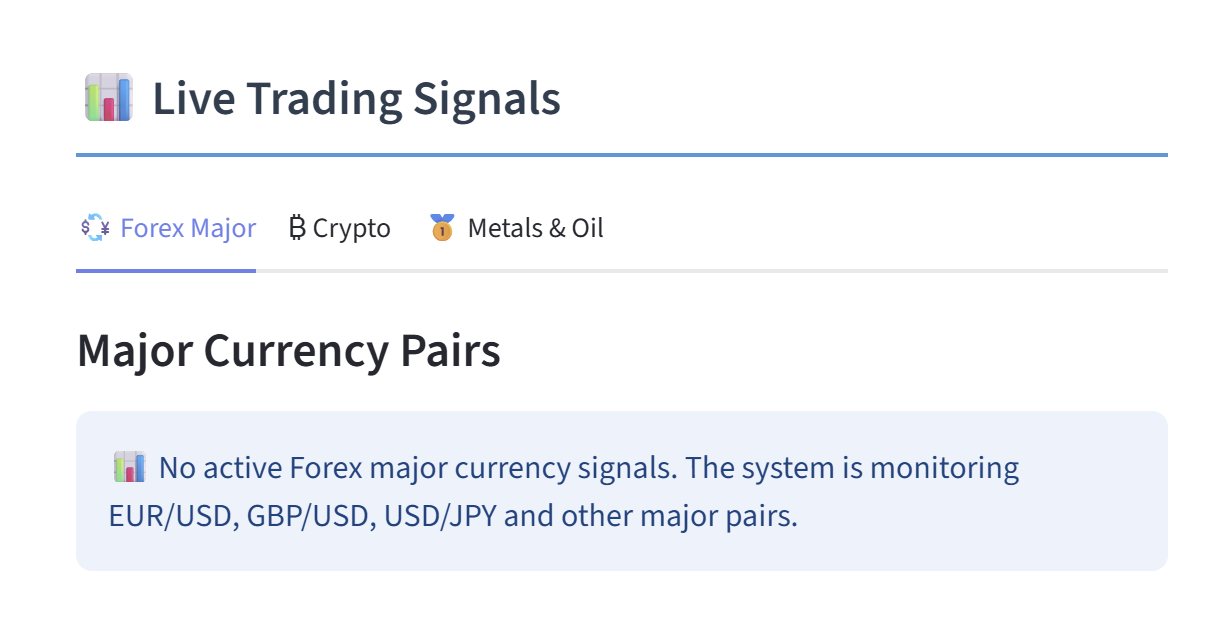 Live Trading Signals
Forex Major
₿ Crypto
Metals & Oil
Major Currency Pairs
No active Forex major currency signals. The system is monitoring
EUR/USD, GBP/USD, USD/JPY and other major pairs.